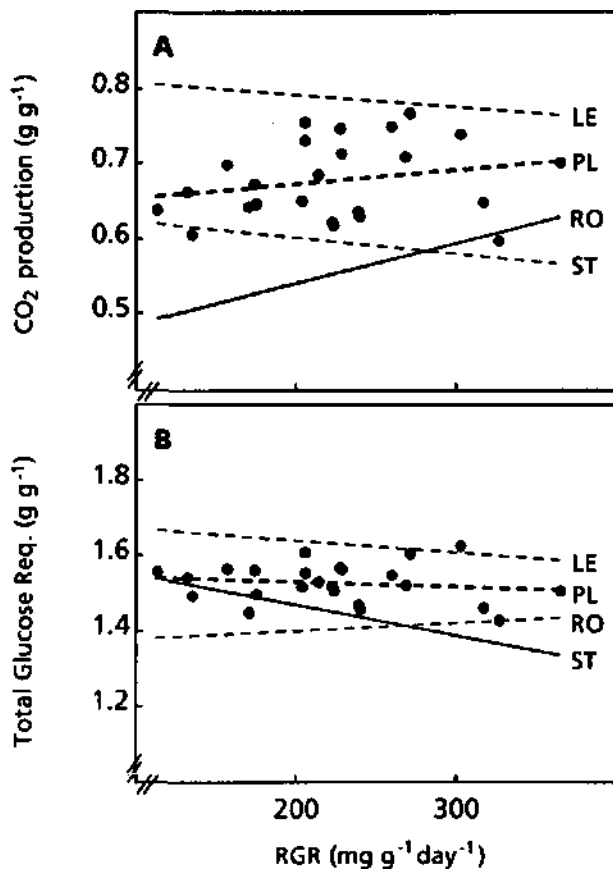 A
CO₂ production (g g⁻¹)
0.8
0.7
0.6
0.5
LE
PL
RO
ST
B
Total Glucose Req. (g g⁻¹)
1.8
1.6
1.4
1.2
LE
PL
RO
ST
200
300
RGR (mg g⁻¹ day⁻¹)